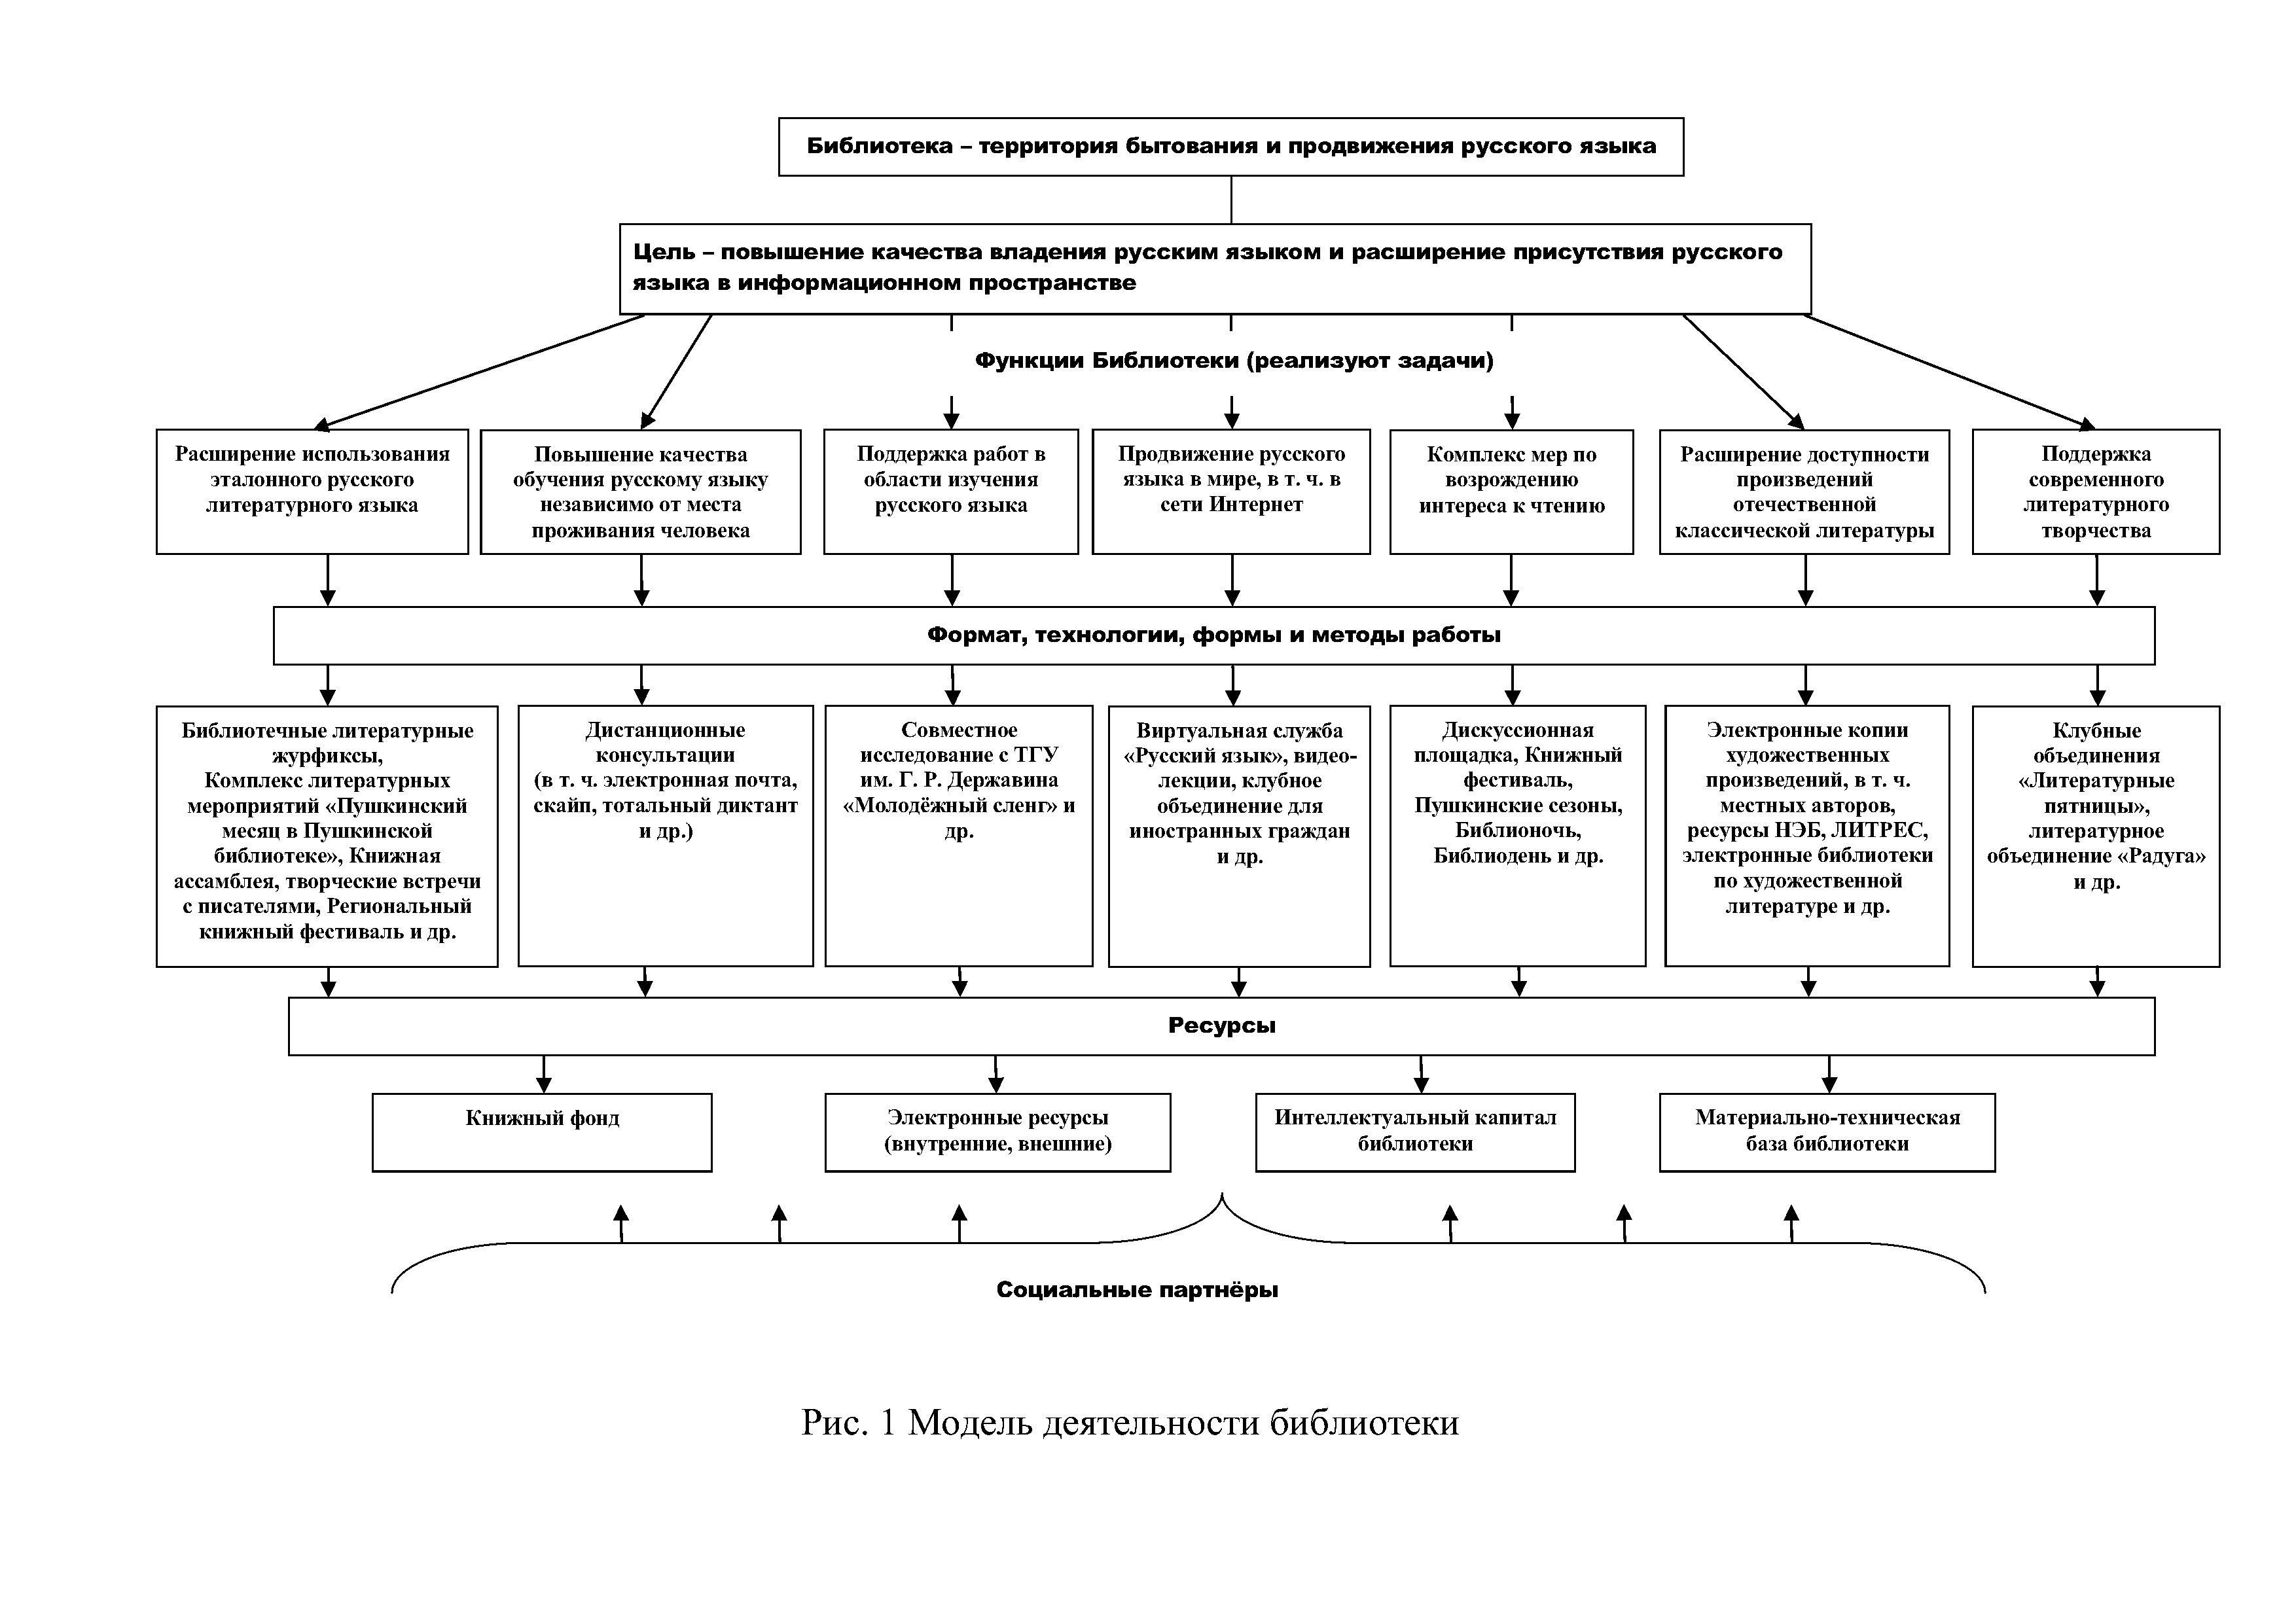 Библиотека – территория бытования и продвижения русского языка
Цель – повышение качества владения русским языком и расширение присутствия русского
языка в информационном пространстве
Функции Библиотеки (реализуют задачи)
Расширение использования
эталонного русского
литературного языка
Повышение качества
обучения русскому языку
независимо от места
проживания человека
Поддержка работ в
области изучения
русского языка
Продвижение русского
языка в мире, в т. ч. в
сети Интернет
Комплекс мер по
возрождению
интереса к чтению
Расширение доступности
произведений
отечественной
классической литературы
Поддержка
современного
литературного
творчества
Формат, технологии, формы и методы работы
Библиотечные литературные
журфиксы,
Комплекс литературных
мероприятий «Пушкинский
месяц в Пушкинской
библиотеке», Книжная
ассамблея, творческие встречи
с писателями, Региональный
книжный фестиваль и др.
Дистанционные
консультации
(в т. ч. электронная почта,
скайп, тотальный диктант
и др.)
Совместное
исследование с ТГУ
им. Г. Р. Державина
«Молодёжный сленг» и
др.
Виртуальная служба
«Русский язык», видео-
лекции, клубное
объединение для
иностранных граждан
и др.
Дискуссионная
площадка, Книжный
фестиваль,
Пушкинские сезоны,
Библионочь,
Библиодень и др.
Электронные копии
художественных
произведений, в т. ч.
местных авторов,
ресурсы НЭБ, ЛИТРЕС,
электронные библиотеки
по художественной
литературе и др.
Клубные
объединения
«Литературные
пятницы»,
литературное
объединение «Радуга»
и др.
Ресурсы
Книжный фонд
Электронные ресурсы
(внутренние, внешние)
Интеллектуальный капитал
библиотеки
Материально-техническая
база библиотеки
Социальные партнёры
Рис. 1 Модель деятельности библиотеки